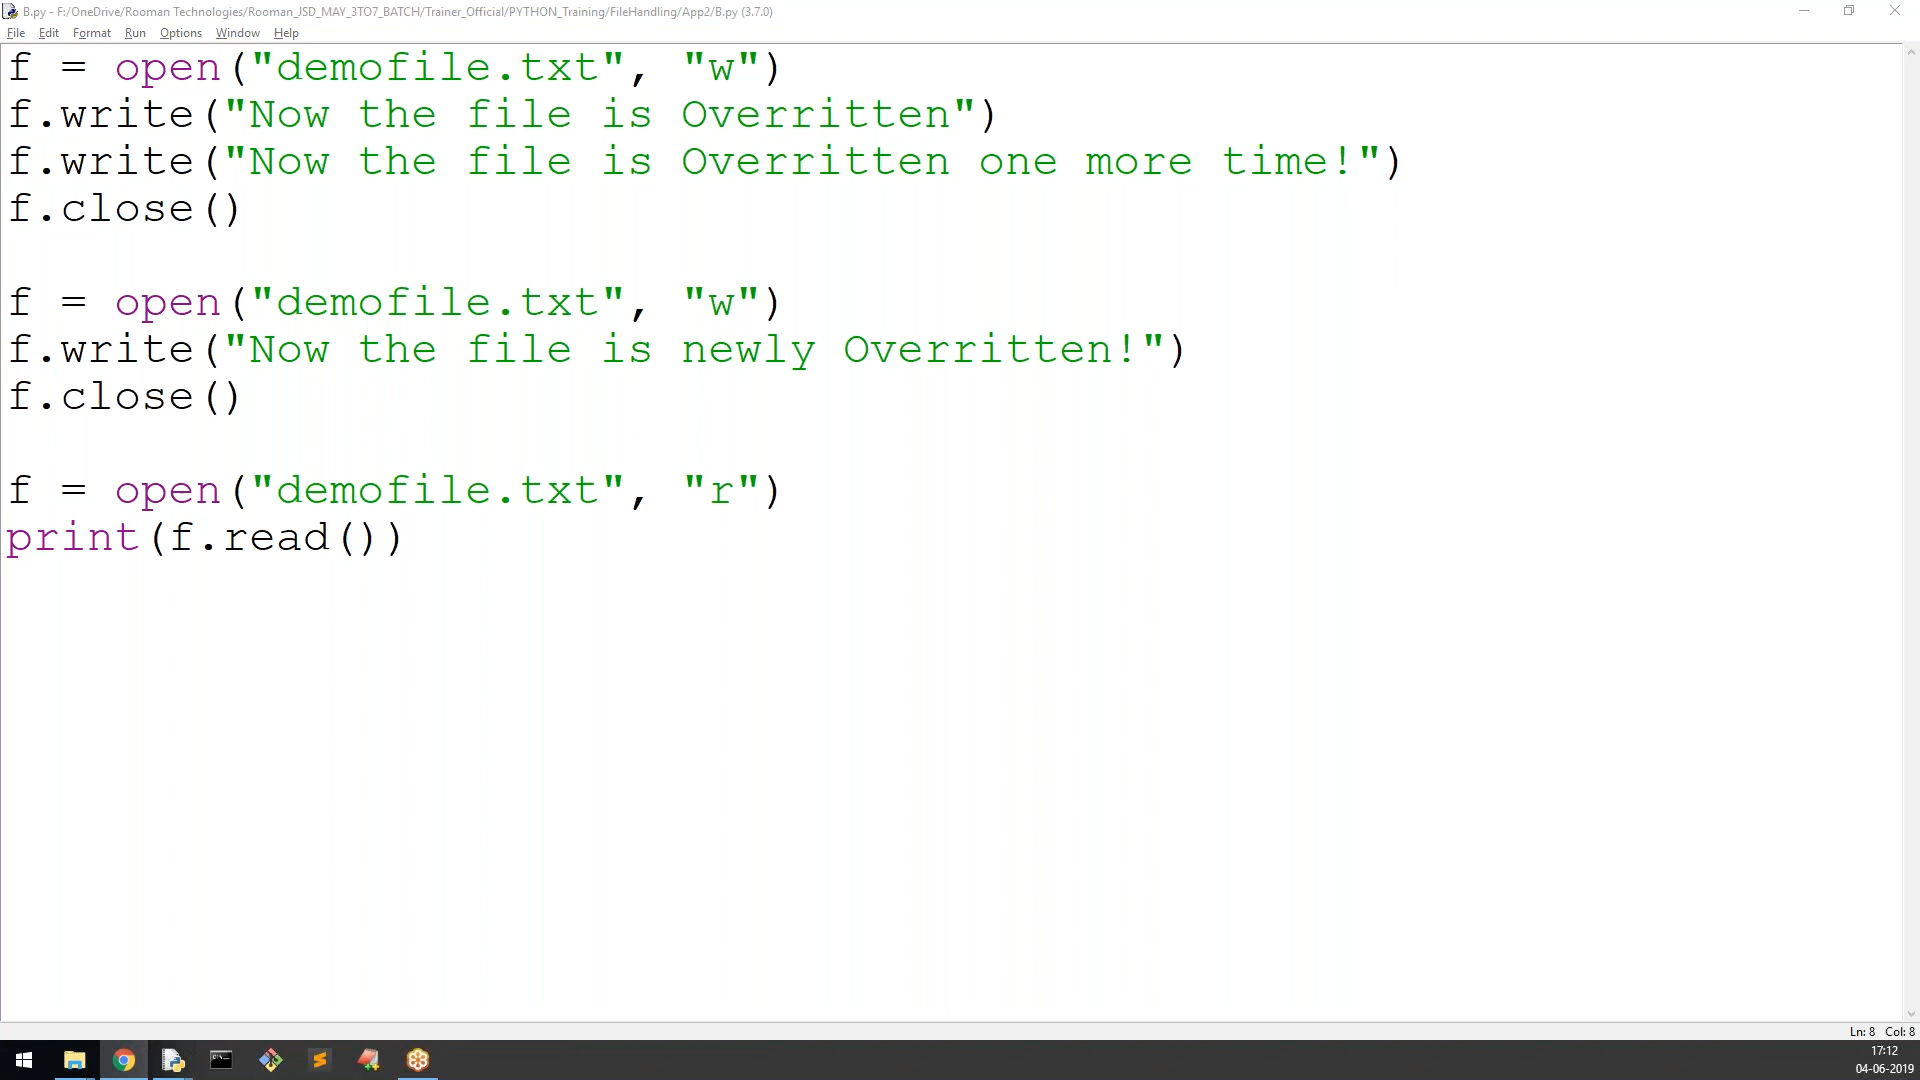 B.py - F:/OneDrive/Rooman Technologies/Rooman_JSD_MAY_3TO7_BATCH/Trainer_Official/PYTHON_Training/FileHandling/App2/B.py (3.7.0)
File Edit Format Run Options Window Help
f = open("demofile.txt", "w")
f.write("Now the file is Overritten")
f.write("Now the file is Overritten one more time!")
f.close()
f = open("demofile.txt", "w")
f.write("Now the file is newly Overritten!")
f.close()
f = open("demofile.txt", "r")
print(f.read())
Ln: 8 Col: 8
17:12
04-06-2019